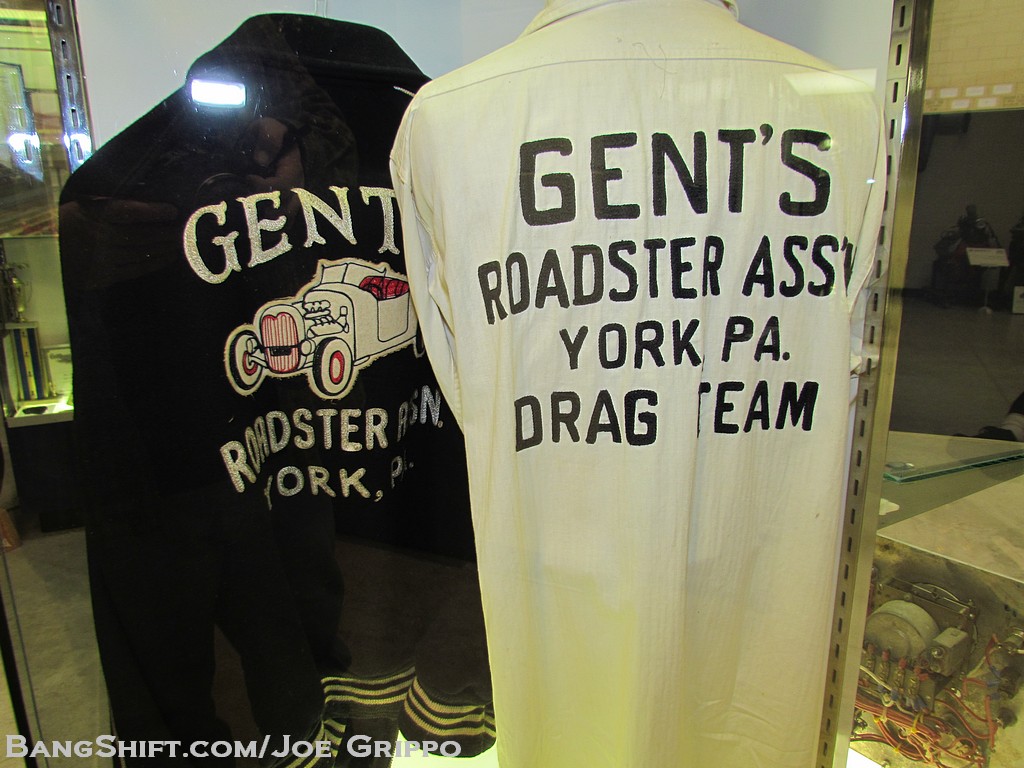 GENT'
ROADSTER ASSN.
YORK, PA.
GENT'S
ROADSTER ASS'N
YORK, PA.
DRAG TEAM
BangShift.com/Joe Grippo